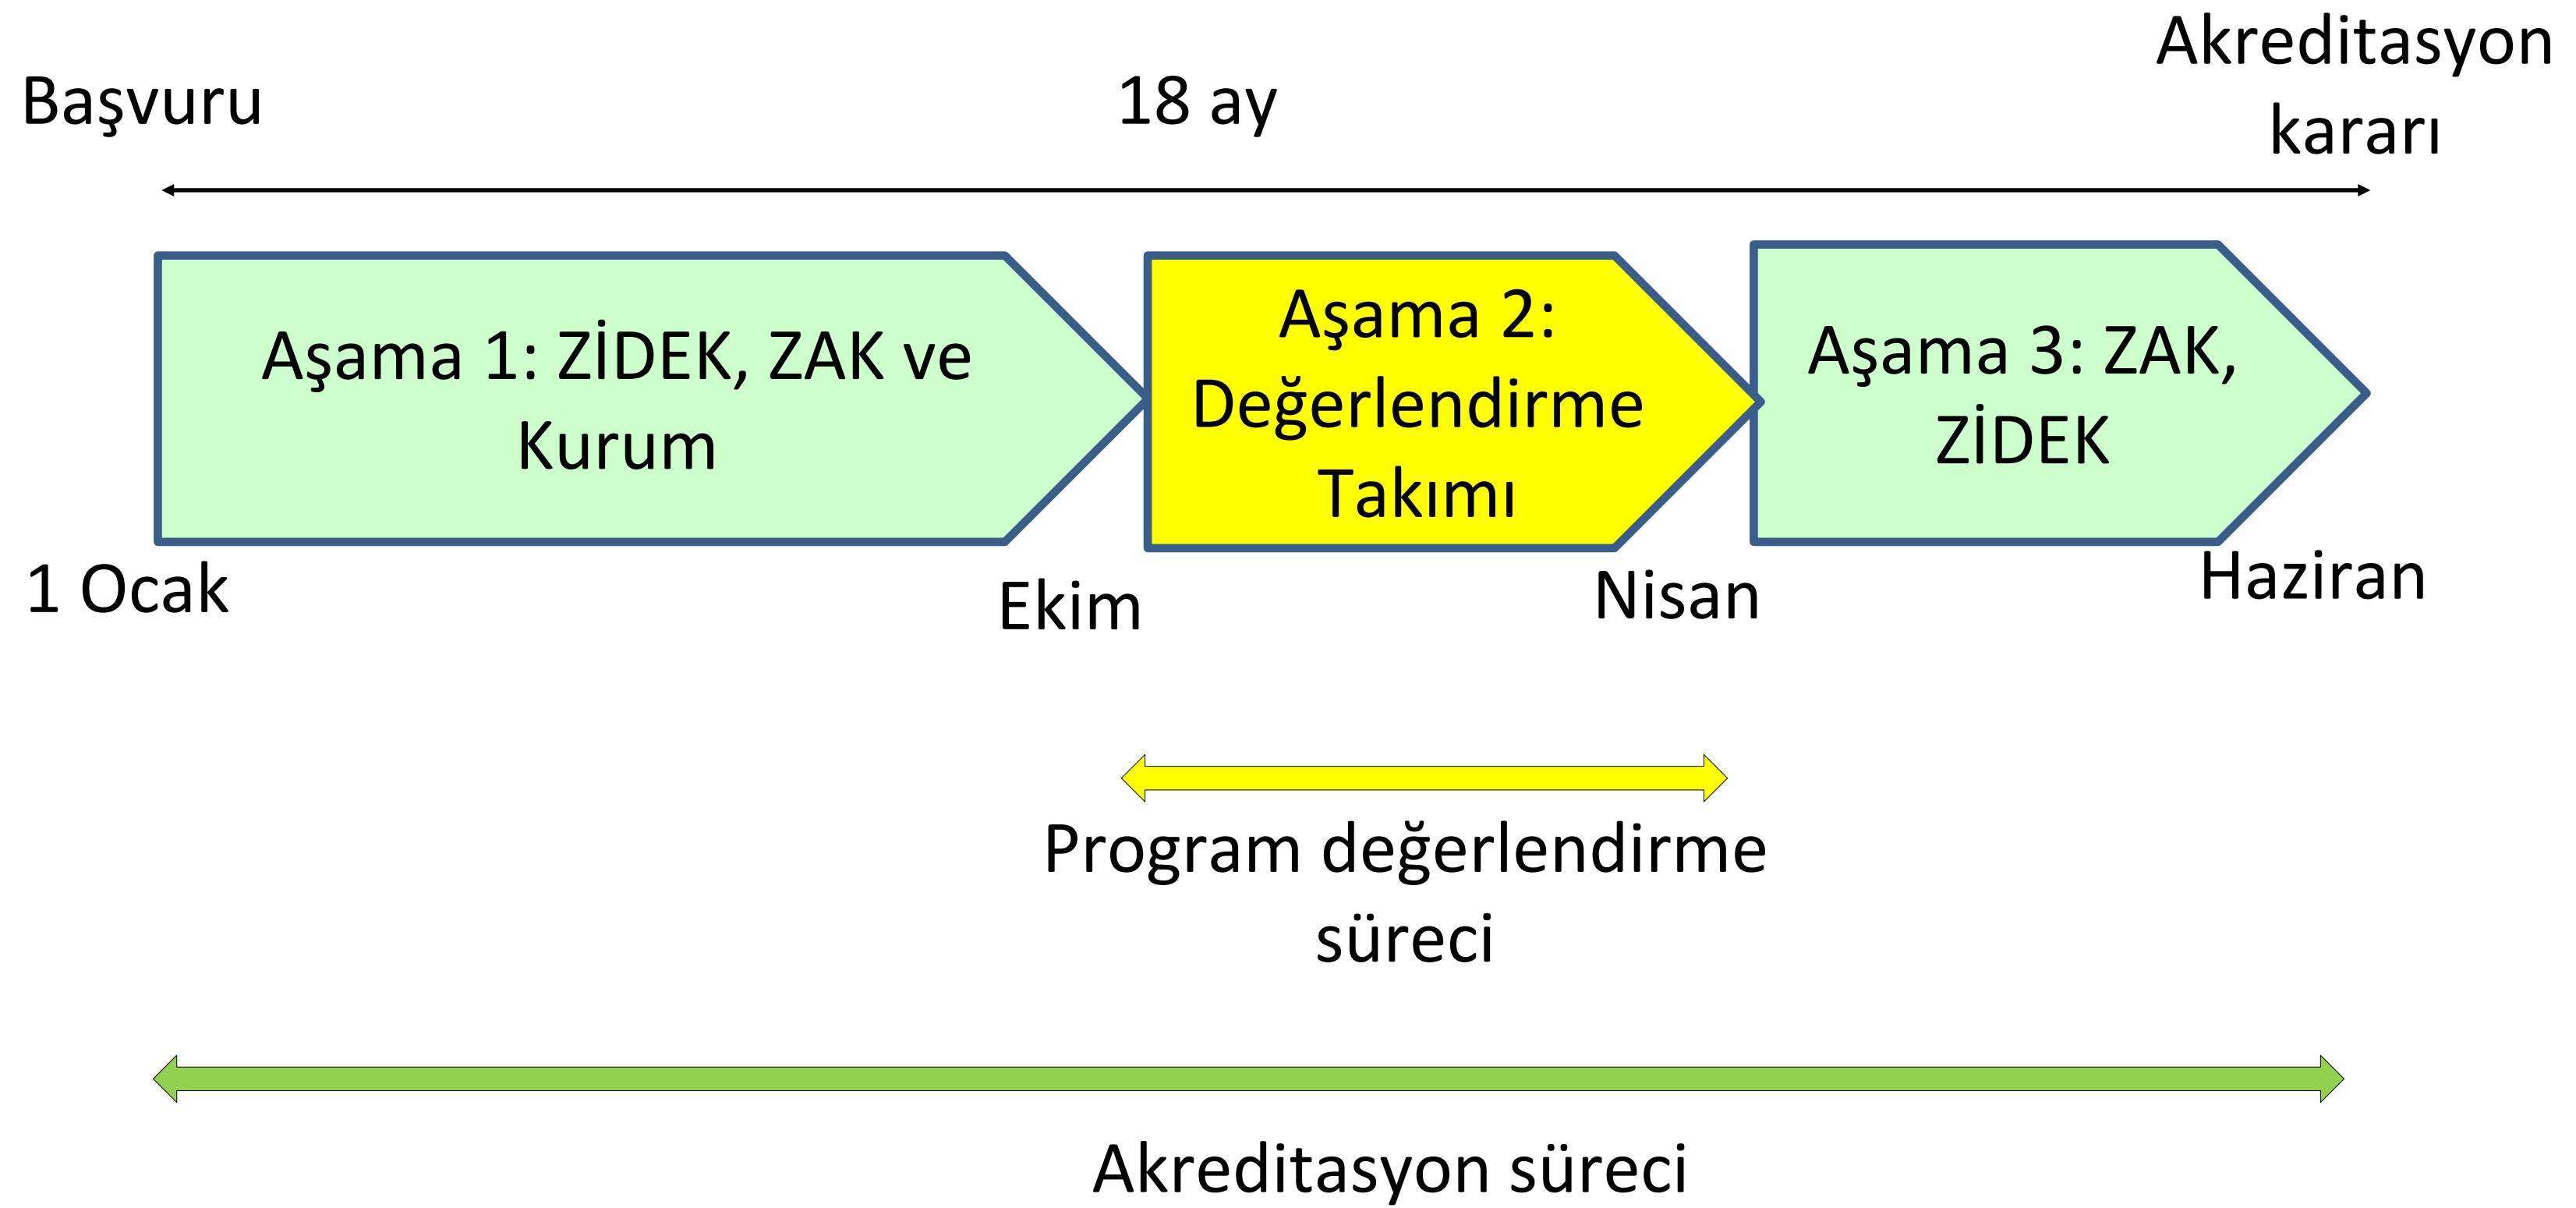 Başvuru
18 ay
Akreditasyon
kararı
Aşama 1: ZİDEK, ZAK ve
Kurum
Aşama 2:
Değerlendirme
Takımı
Aşama 3: ZAK,
ZİDEK
1 Ocak
Ekim
Nisan
Haziran
Program değerlendirme
süreci
Akreditasyon süreci